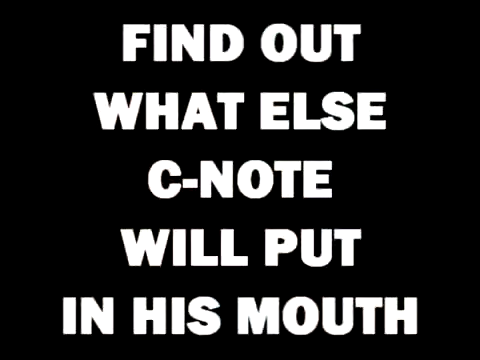 FIND OUT
WHAT ELSE
C-NOTE
WILL PUT
IN HIS MOUTH